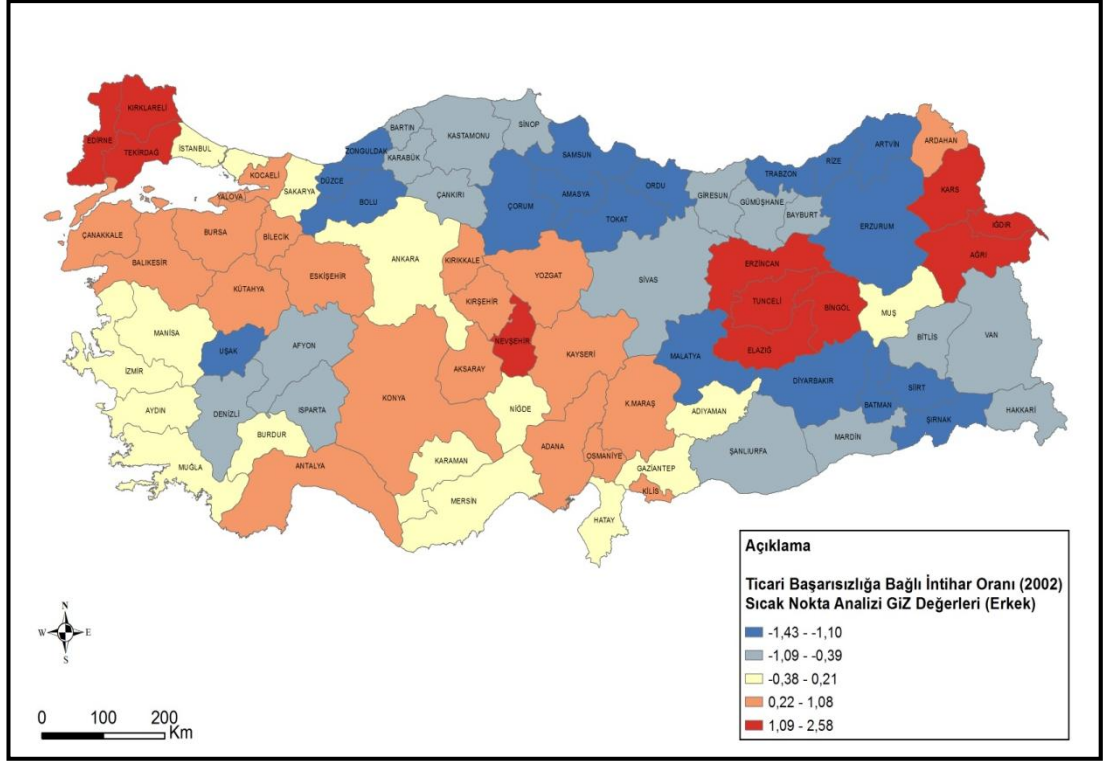 KIRKLARELİ
EDİRNE
TEKİRDAĞ
İSTANBUL
KOCAELİ
YALOVA
SAKARYA
DÜZCE
ZONGULDAK
BOLU
BARTIN
KARABÜK
KASTAMONU
SİNOP
ÇANKIRI
SAMSUN
ÇORUM
AMASYA
ORDU
TOKAT
GİRESUN
GÜMÜŞHANE
BAYBURT
TRABZON
RİZE
ARTVİN
ARDAHAN
KARS
IĞDIR
AĞRI
ERZURUM
ÇANAKKALE
BALIKESİR
BURSA
BİLECİK
KÜTAHYA
ESKİŞEHİR
ANKARA
KIRIKKALE
KIRŞEHİR
YOZGAT
SİVAS
ERZİNCAN
TUNCELİ
BİNGÖL
ELAZIĞ
MUŞ
BİTLİS
VAN
MANİSA
UŞAK
AFYON
İZMİR
AYDIN
DENİZLİ
ISPARTA
BURDUR
MUĞLA
ANTALYA
KONYA
AKSARAY
NEVŞEHİR
KAYSERİ
NİĞDE
KARAMAN
MERSİN
ADANA
OSMANİYE
K.MARAŞ
MALATYA
ADIYAMAN
GAZİANTEP
KİLİS
HATAY
ŞANLIURFA
DİYARBAKIR
BATMAN
MARDİN
SİİRT
ŞIRNAK
HAKKARİ
Açıklama
Ticari Başarısızlığa Bağlı İntihar Oranı (2002)
Sıcak Nokta Analizi GiZ Değerleri (Erkek)
-1,43 - -1,10
-1,09 - -0,39
-0,38 - 0,21
0,22 - 1,08
1,09 - 2,58
N
W E
S
0 100 200
Km